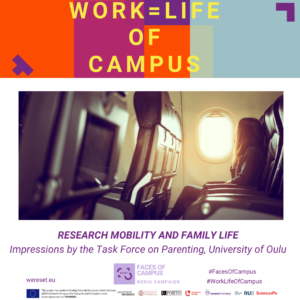 WORK=LIFE
OF
CAMPUS
RESEARCH MOBILITY AND FAMILY LIFE
Impressions by the Task Force on Parenting, University of Oulu
FACES OF
CAMPUS
MEDIA CAMPAIGN
wereset.eu
#FacesOfCampus
#WorkLifeOfCampus